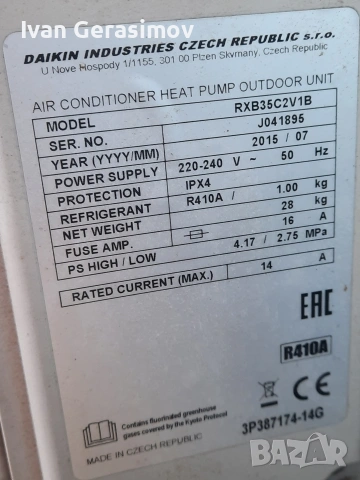 Ivan Gerasimov
DAIKIN INDUSTRIES CZECH REPUBLIC s.r.o.
U Nove Hospody 1/1155, 301 00 Plzen Skvrnany, Czech Republic
AIR CONDITIONER HEAT PUMP OUTDOOR UNIT
MODEL RXB35C2V1B
SER. NO. J041895
YEAR (YYYY/MM) 2015 / 07
POWER SUPPLY 220-240 V ~ 50 Hz
PROTECTION IPX4
REFRIGERANT R410A / 1.00 kg
NET WEIGHT 28 kg
FUSE AMP. 16 A
PS HIGH / LOW 4.17 / 2.75 MPa
RATED CURRENT (MAX.) 14 A
EAC
R410A
Contains fluorinated greenhouse
gases covered by the Kyoto Protocol
CE
MADE IN CZECH REPUBLIC
3P387174-14G
BAZAR